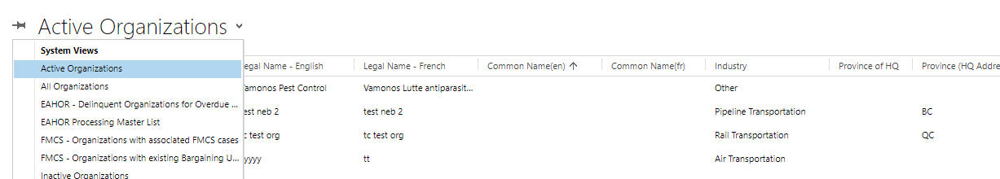 Active Organizations
System Views
Active Organizations
All Organizations
EAHOR - Delinquent Organizations for Overdue ...
EAHOR Processing Master List
FMCS - Organizations with associated FMCS cases
FMCS - Organizations with existing Bargaining U...
Inactive Organizations
egal Name - English Legal Name - French Common Name(en) Common Name(fr) Industry Province of HQ Province (HQ Addre
Vamonos Pest Control Vamonos Lutte antiparasit... Other
est neb 2 test neb 2 Pipeline Transportation BC
c test org tc test org Rail Transportation QC
yyyy tt Air Transportation